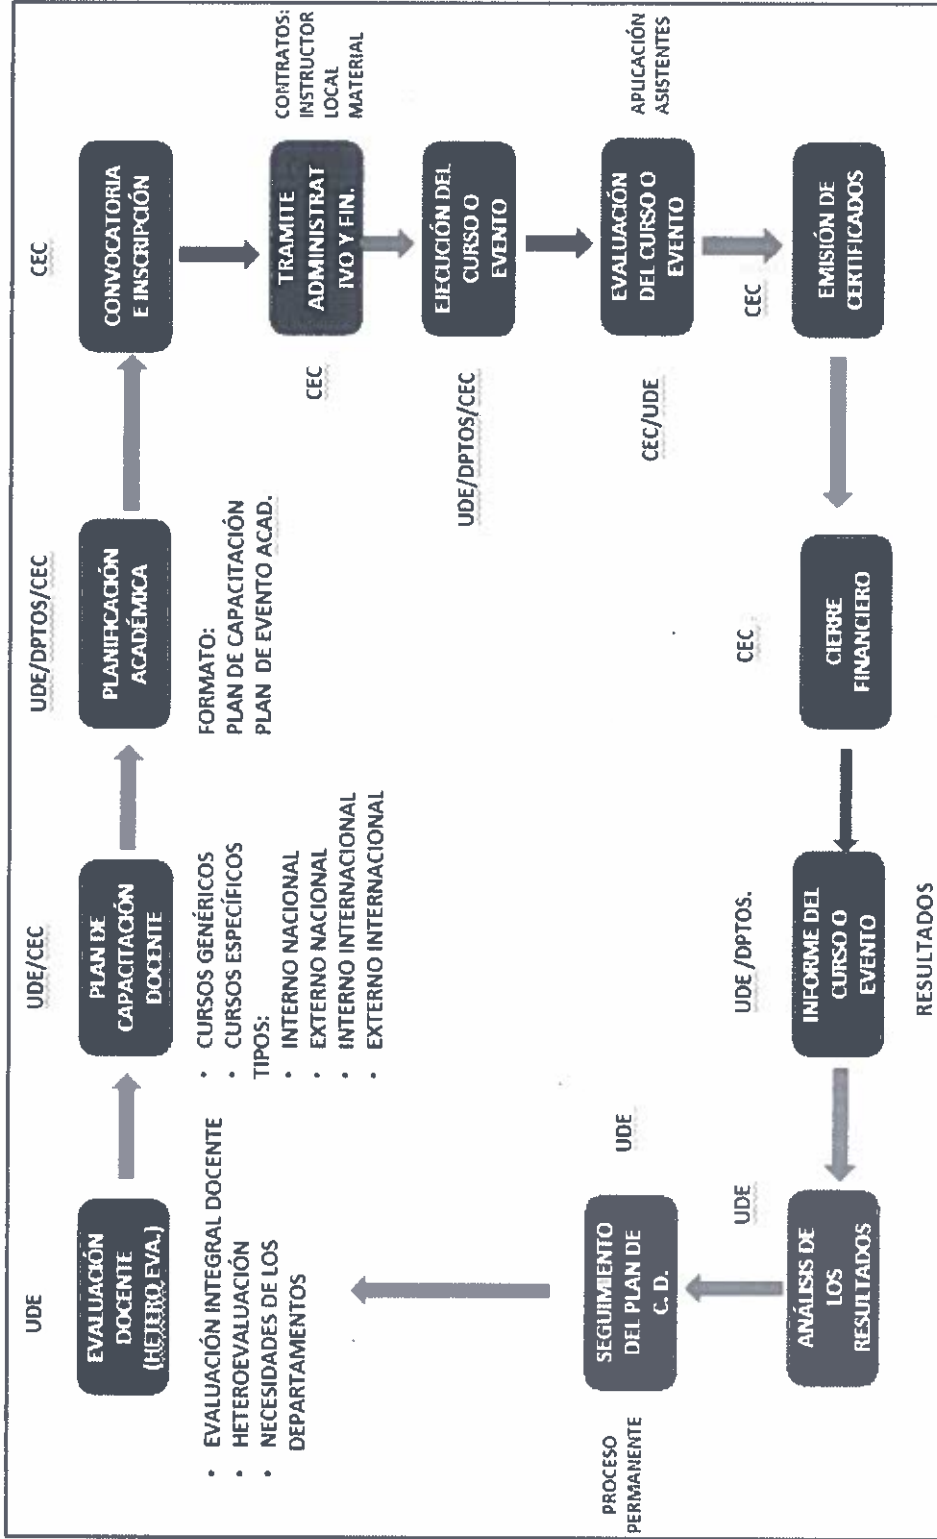 UDE
EVALUACIÓN
DOCENTE
(HETERO EVA.)
• EVALUACIÓN INTEGRAL DOCENTE
• HETEROEVALUACIÓN
• NECESIDADES DE LOS
DEPARTAMENTOS
UDE/CEC
PLAN DE
CAPACITACIÓN
DOCENTE
• CURSOS GENÉRICOS
• CURSOS ESPECÍFICOS
TIPOS:
• INTERNO NACIONAL
• EXTERNO NACIONAL
• INTERNO INTERNACIONAL
• EXTERNO INTERNACIONAL
UDE/DPTOS/CEC
PLANIFICACIÓN
ACADÉMICA
FORMATO:
PLAN DE CAPACITACIÓN
PLAN DE EVENTO ACAD.
CEC
CONVOCATORIA
E INSCRIPCIÓN
CEC
TRAMITE
ADMINISTRAT
IVO Y FIN.
CONTRATOS:
INSTRUCTOR
LOCAL
MATERIAL
UDE/DPTOS/CEC
EJECUCIÓN DEL
CURSO O
EVENTO
CEC/UDE
EVALUACIÓN
DEL CURSO O
EVENTO
APLICACIÓN
ASISTENTES
CEC
EMISIÓN DE
CERTIFICADOS
CEC
CIERRE
FINANCIERO
UDE /DPTOS.
INFORME DEL
CURSO O
EVENTO
RESULTADOS
UDE
ANÁLISIS DE
LOS
RESULTADOS
UDE
SEGUIMIENTO
DEL PLAN DE
C. D.
PROCESO
PERMANENTE